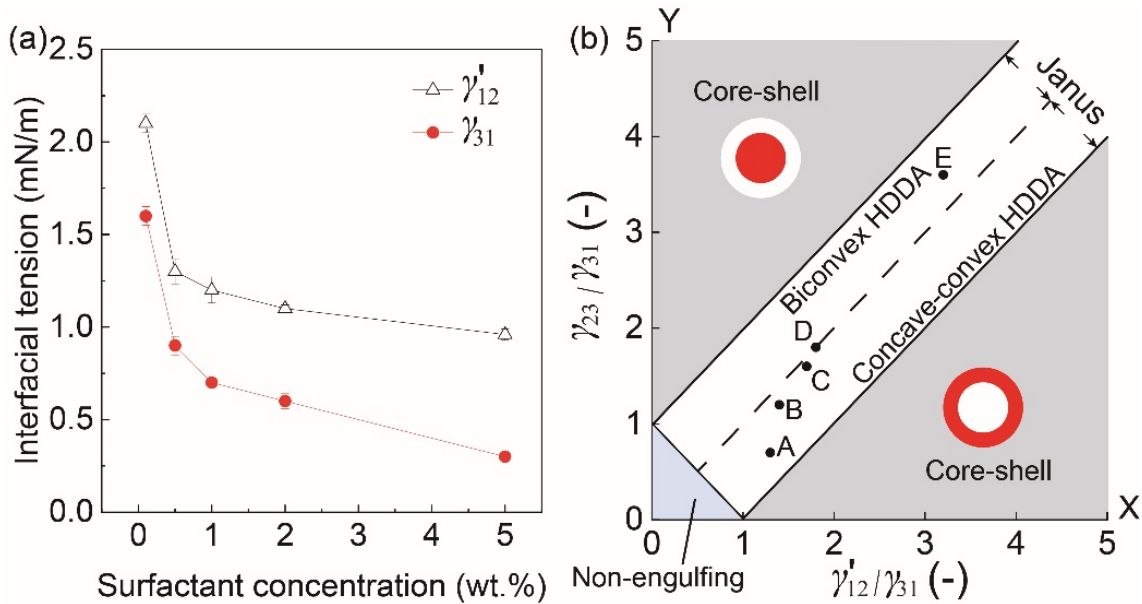 (a)
2.5
2.0
1.5
1.0
0.5
0.0
Interfacial tension (mN/m)
γ'12
γ31
0 1 2 3 4 5
Surfactant concentration (wt.%)
(b)
Y
5
4
3
2
1
0
γ23/γ31 (-)
Core-shell
Janus
Biconvex HDDA
Concave-convex HDDA
E
D
C
B
A
Core-shell
X
0 1 2 3 4 5
Non-engulfing
γ'12/γ31 (-)